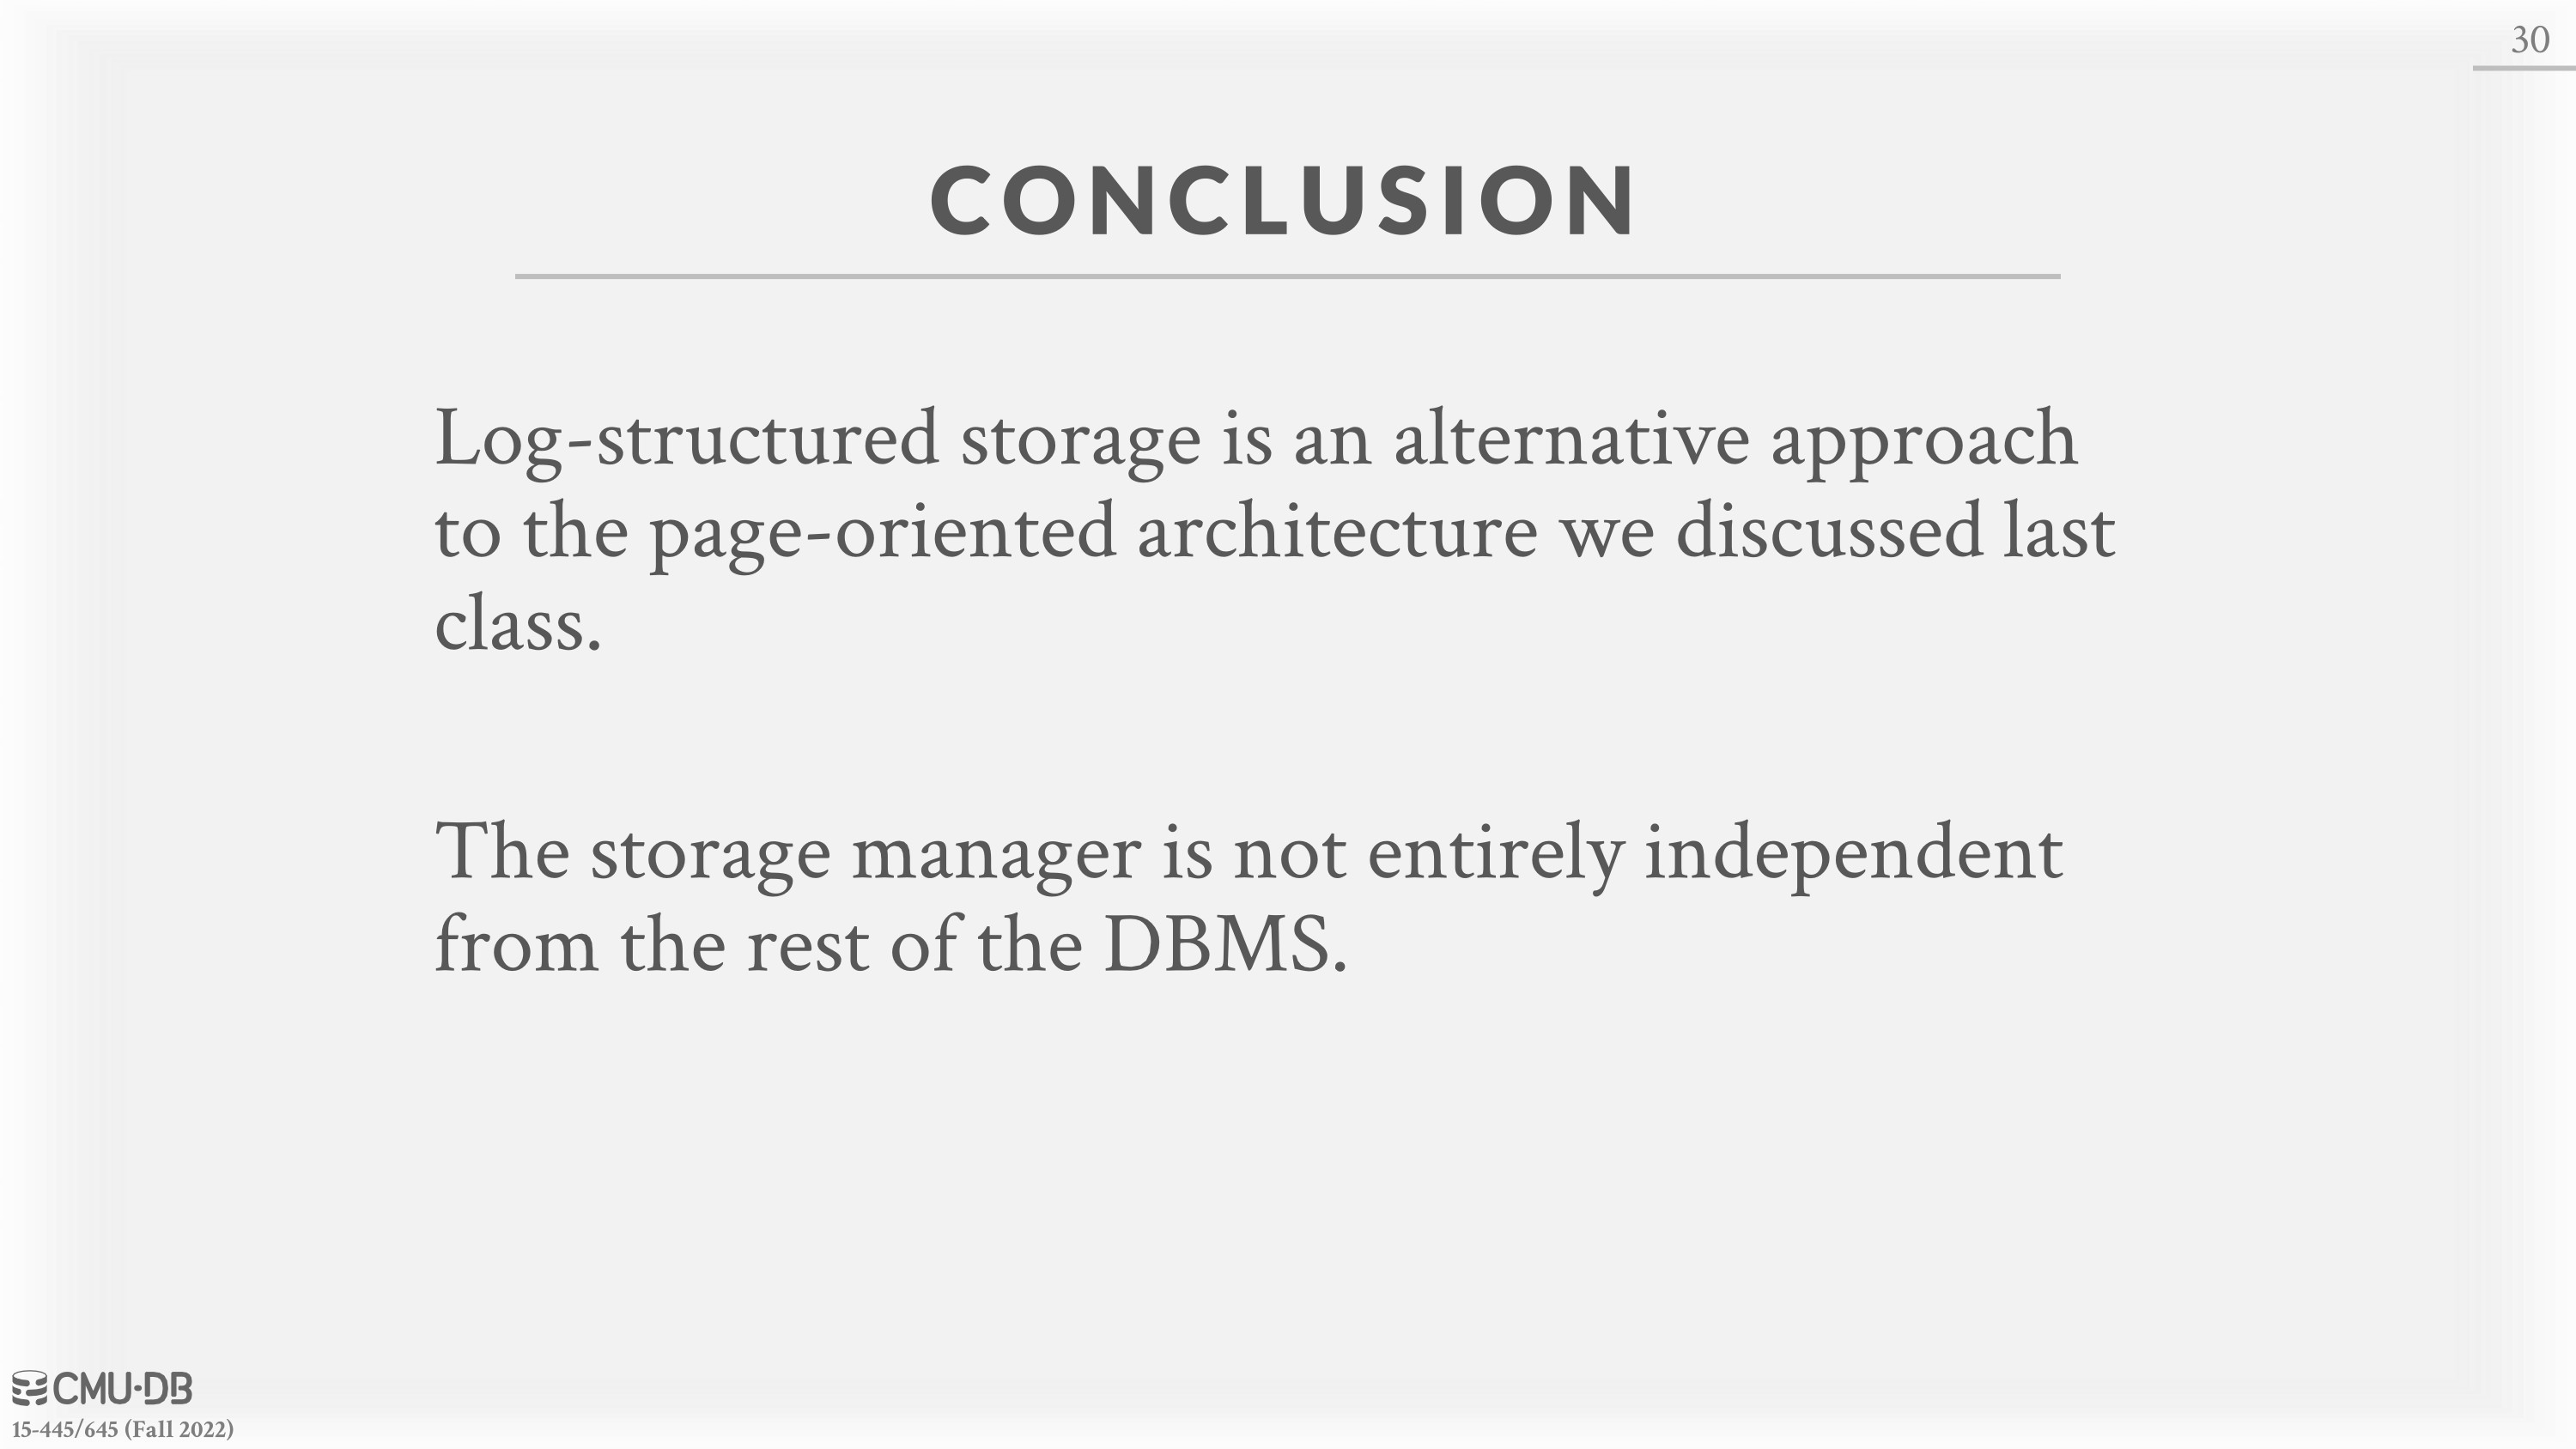 30
CONCLUSION
Log-structured storage is an alternative approach
to the page-oriented architecture we discussed last
class.
The storage manager is not entirely independent
from the rest of the DBMS.
CMU·DB
15-445/645 (Fall 2022)